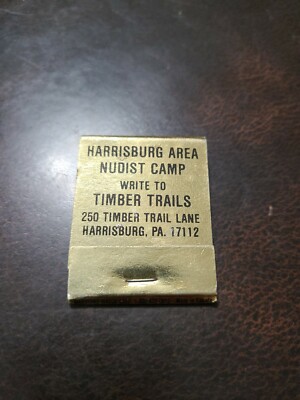 HARRISBURG AREA
NUDIST CAMP
WRITE TO
TIMBER TRAILS
250 TIMBER TRAIL LANE
HARRISBURG, PA. 17112